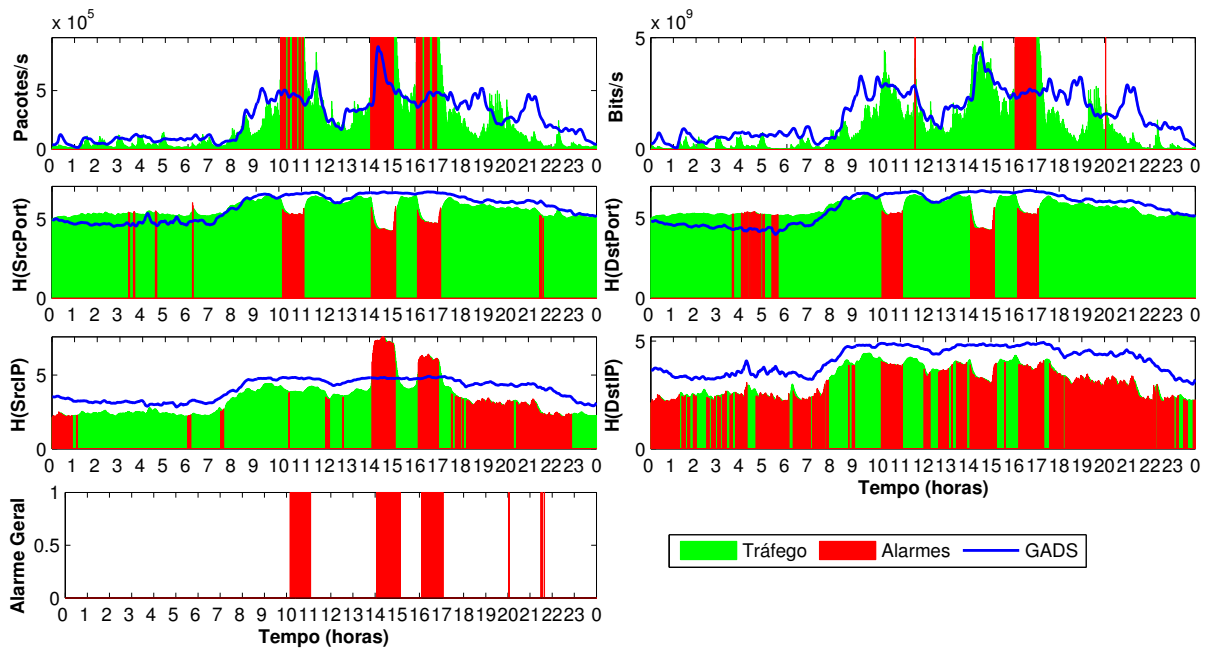 x 10^5
Pacotes/s
5
0
0 1 2 3 4 5 6 7 8 9 10 11 12 13 14 15 16 17 18 19 20 21 22 23 0
x 10^9
Bits/s
5
0
0 1 2 3 4 5 6 7 8 9 10 11 12 13 14 15 16 17 18 19 20 21 22 23 0
H(SrcPort)
5
0
0 1 2 3 4 5 6 7 8 9 10 11 12 13 14 15 16 17 18 19 20 21 22 23 0
H(DstPort)
5
0
0 1 2 3 4 5 6 7 8 9 10 11 12 13 14 15 16 17 18 19 20 21 22 23 0
H(SrcIP)
5
0
0 1 2 3 4 5 6 7 8 9 10 11 12 13 14 15 16 17 18 19 20 21 22 23 0
H(DstIP)
5
0
0 1 2 3 4 5 6 7 8 9 10 11 12 13 14 15 16 17 18 19 20 21 22 23 0
Tempo (horas)
Alarme Geral
1
0.5
0
0 1 2 3 4 5 6 7 8 9 10 11 12 13 14 15 16 17 18 19 20 21 22 23 0
Tempo (horas)
Tráfego Alarmes GADS